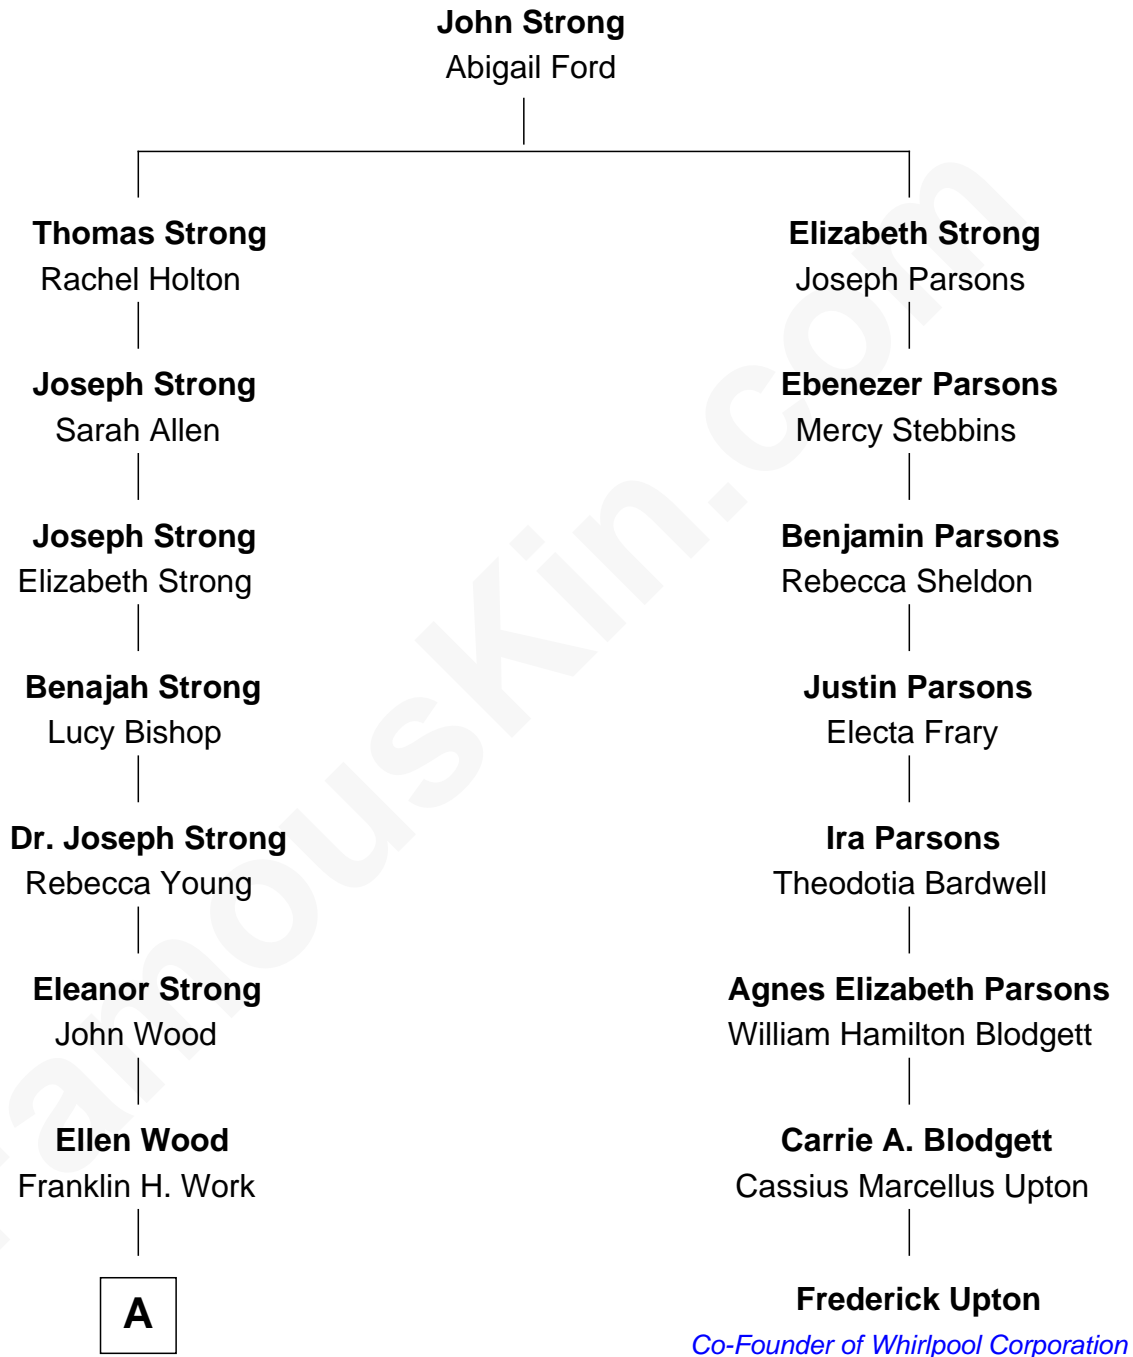 John Strong
Abigail Ford
Thomas Strong
Rachel Holton
Elizabeth Strong
Joseph Parsons
Joseph Strong
Sarah Allen
Ebenezer Parsons
Mercy Stebbins
Joseph Strong
Elizabeth Strong
Benjamin Parsons
Rebecca Sheldon
Benajah Strong
Lucy Bishop
Justin Parsons
Electa Frary
Dr. Joseph Strong
Rebecca Young
Ira Parsons
Theodotia Bardwell
Eleanor Strong
John Wood
Agnes Elizabeth Parsons
William Hamilton Blodgett
Ellen Wood
Franklin H. Work
Carrie A. Blodgett
Cassius Marcellus Upton
A
Frederick Upton
Co-Founder of Whirlpool Corporation
FamousKin.com